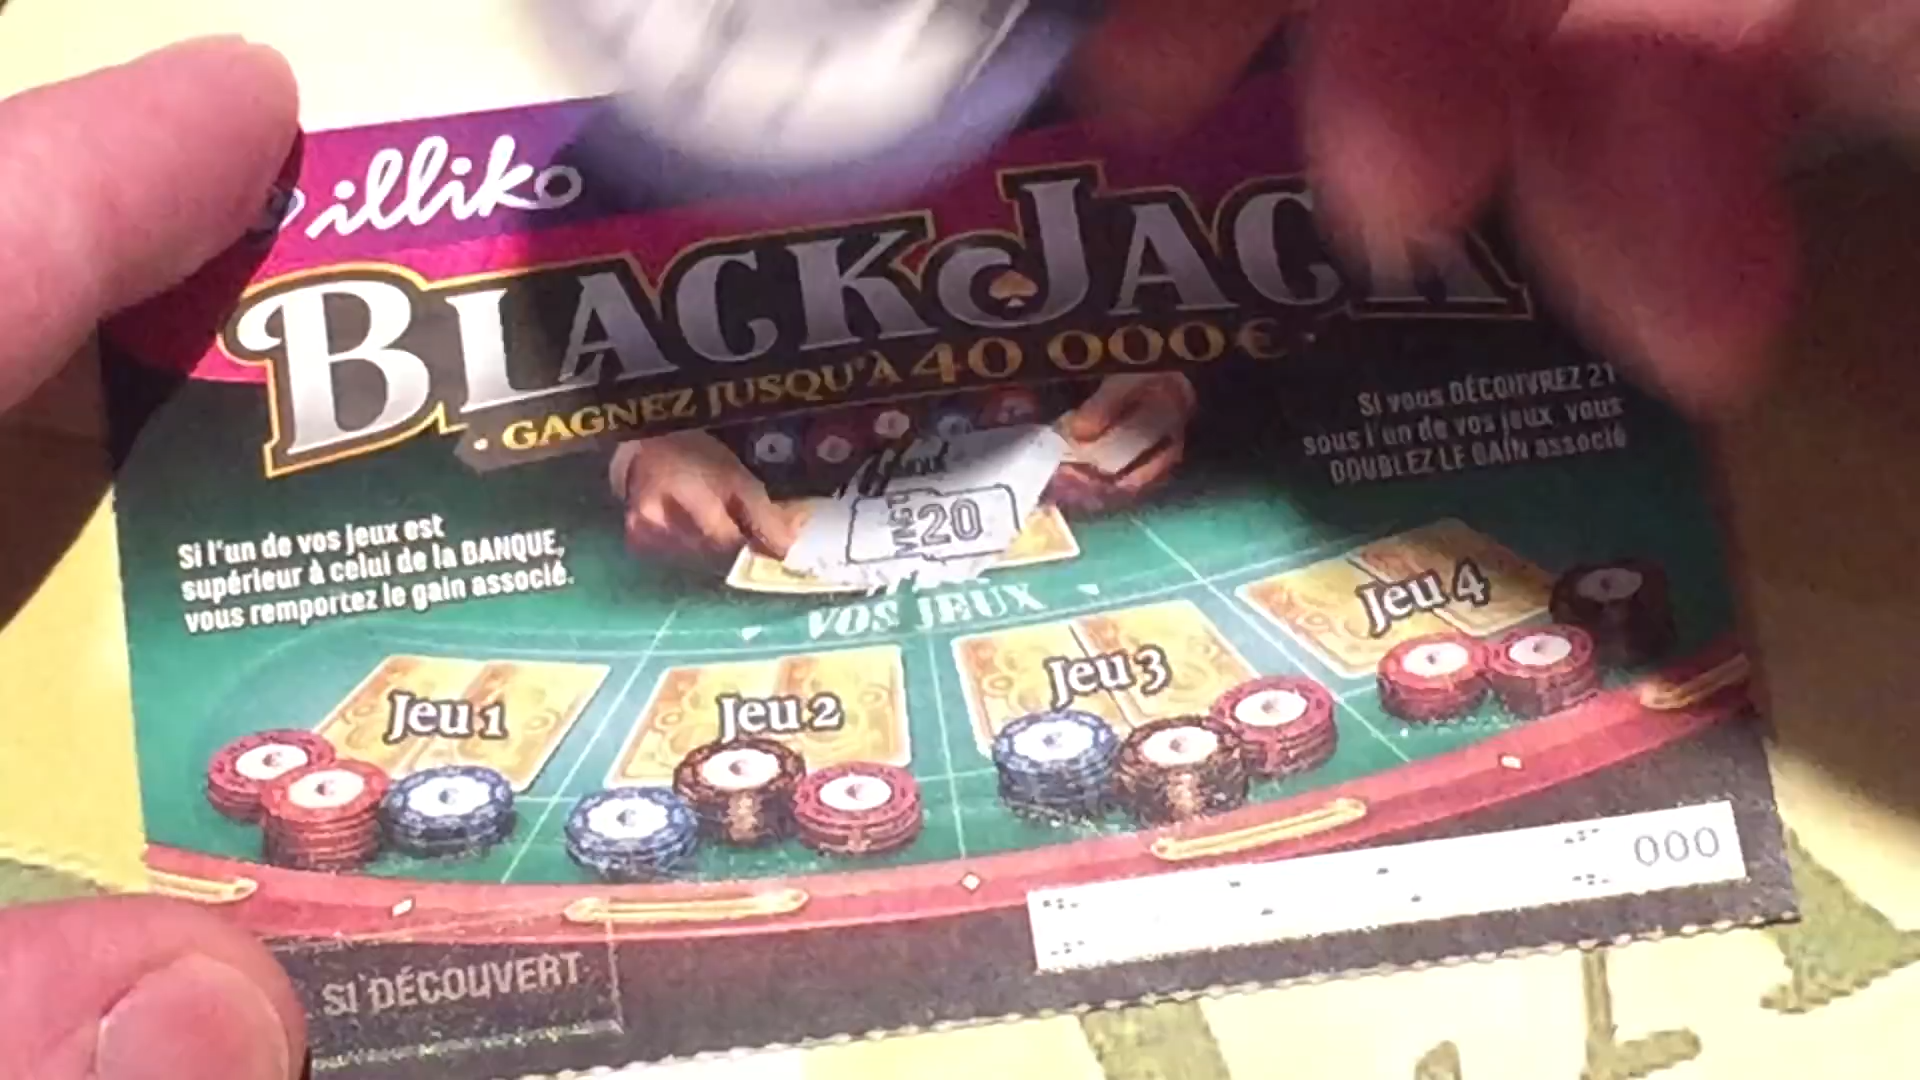 illiko
BLACKJACK
• GAGNEZ JUSQU'À 40 000 € •
Si vous DÉCOUVREZ 21
sous l'un de vos jeux, vous
DOUBLEZ LE GAIN associé
20
VINGT
Si l'un de vos jeux est
supérieur à celui de la BANQUE,
vous remportez le gain associé.
VOS JEUX
Jeu 1
Jeu 2
Jeu 3
Jeu 4
000
SI DÉCOUVERT